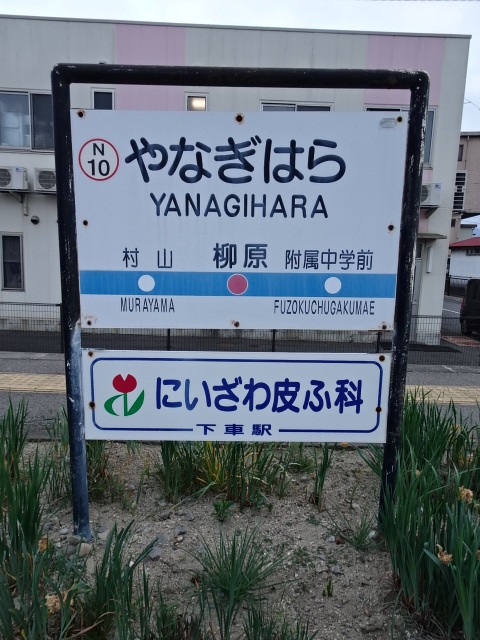 N
10
やなぎはら
YANAGIHARA
村山 柳原 附属中学前
MURAYAMA FUZOKUCHUGAKUMAE
にいざわ皮ふ科
下車駅